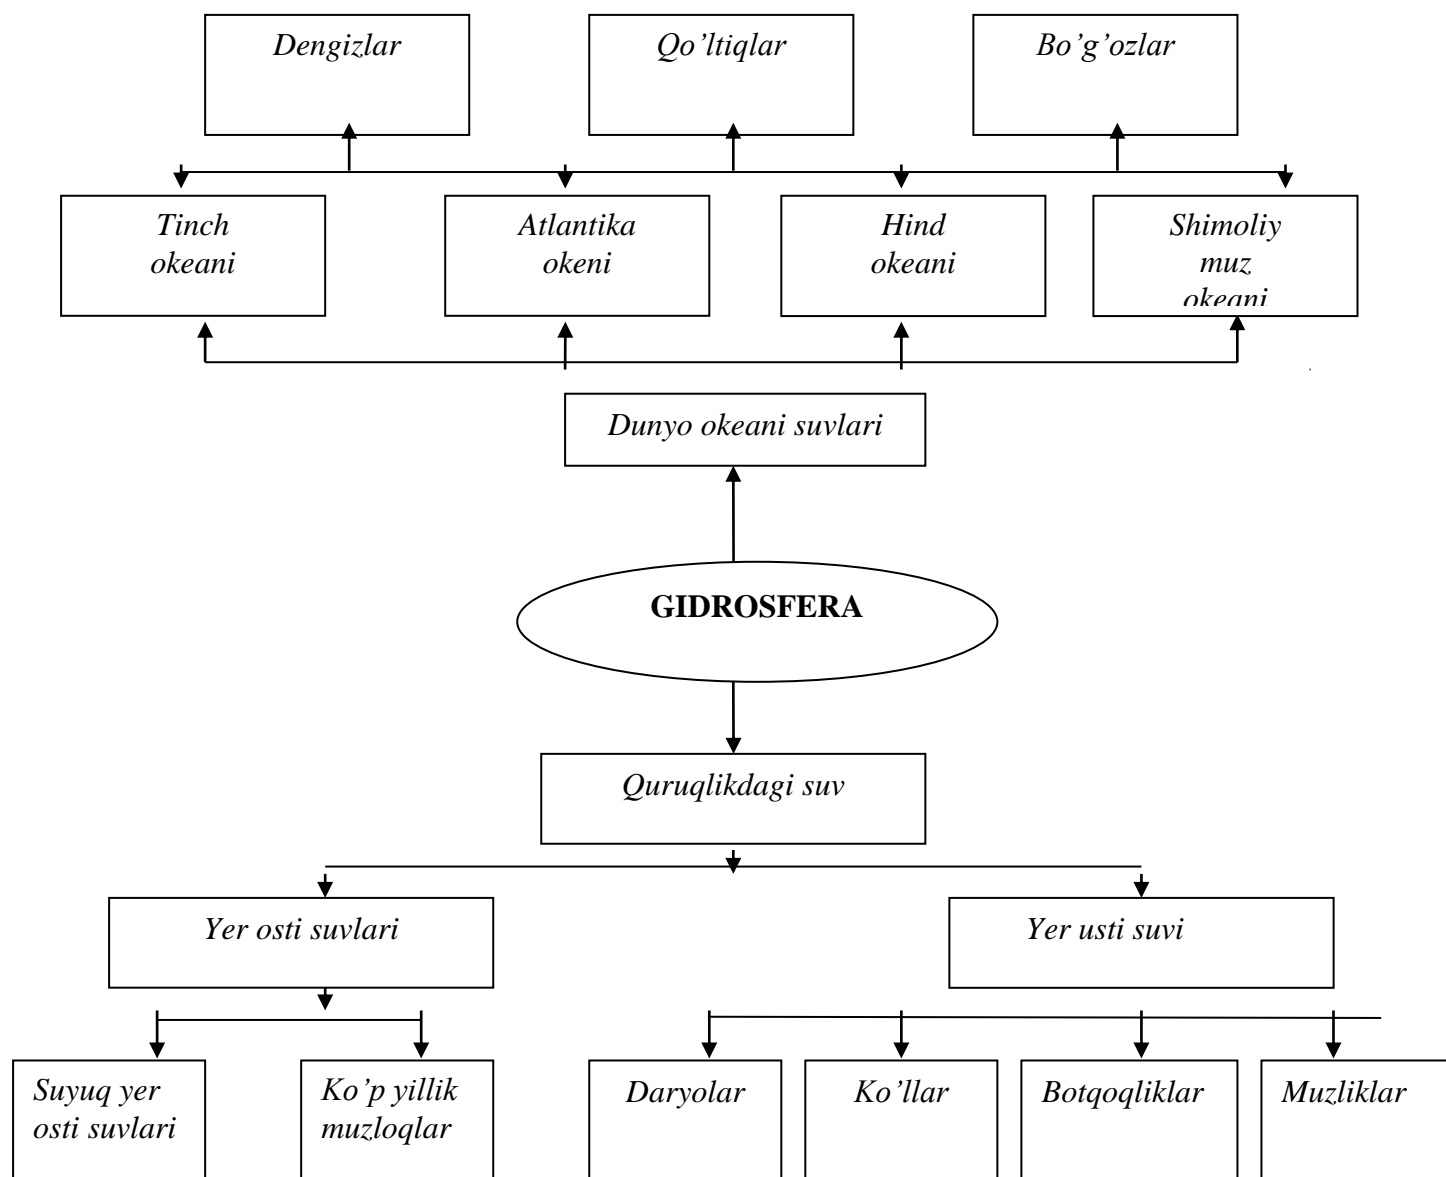 Dengizlar
Qo’ltiqlar
Bo’g’ozlar
Tinch
okeani
Atlantika
okeni
Hind
okeani
Shimoliy
muz
okeani
Dunyo okeani suvlari
GIDROSFERA
Quruqlikdagi suv
Yer osti suvlari
Yer usti suvi
Suyuq yer
osti suvlari
Ko’p yillik
muzloqlar
Daryolar
Ko’llar
Botqoqliklar
Muzliklar